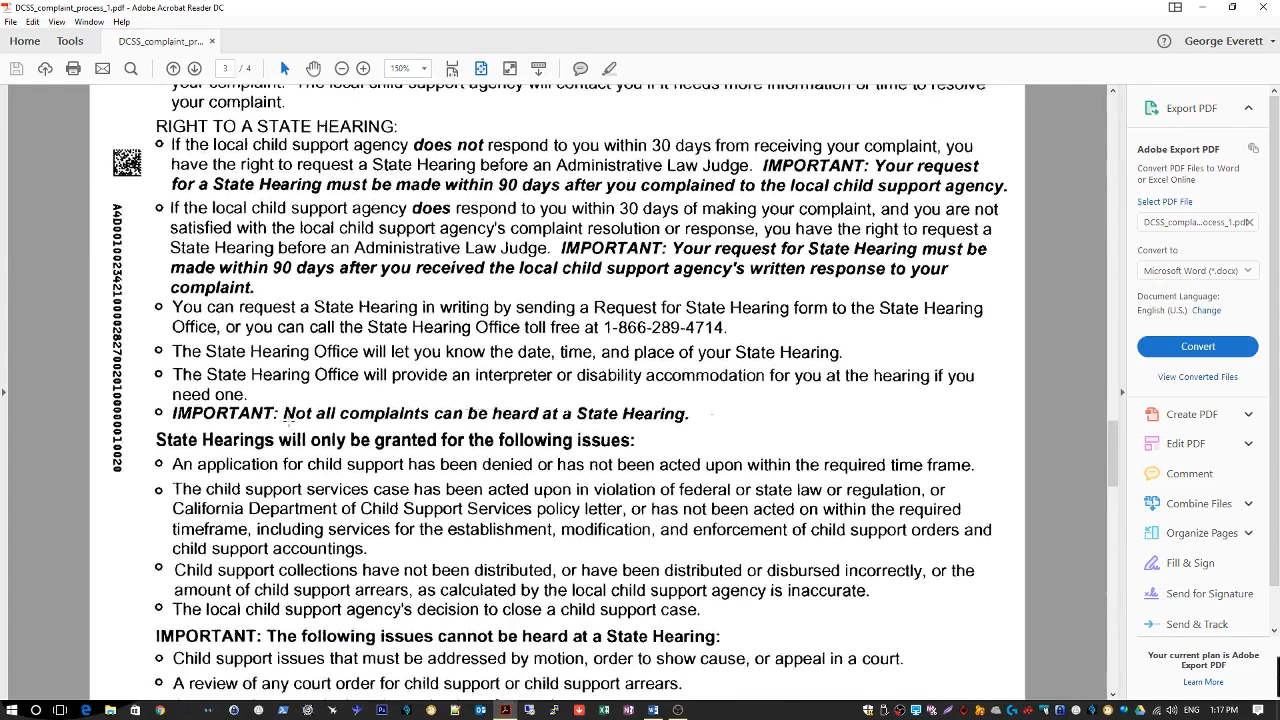 DCSS_complaint_process_1.pdf - Adobe Acrobat Reader DC
File Edit View Window Help
Home Tools DCSS_complaint_pr... × George Everett
3 / 4 150%
your complaint. The local child support agency will contact you if it needs more information or time to resolve
your complaint.
RIGHT TO A STATE HEARING:
If the local child support agency does not respond to you within 30 days from receiving your complaint, you
have the right to request a State Hearing before an Administrative Law Judge. IMPORTANT: Your request
for a State Hearing must be made within 90 days after you complained to the local child support agency.
If the local child support agency does respond to you within 30 days of making your complaint, and you are not
satisfied with the local child support agency's complaint resolution or response, you have the right to request a
State Hearing before an Administrative Law Judge. IMPORTANT: Your request for State Hearing must be
made within 90 days after you received the local child support agency's written response to your
complaint.
You can request a State Hearing in writing by sending a Request for State Hearing form to the State Hearing
Office, or you can call the State Hearing Office toll free at 1-866-289-4714.
The State Hearing Office will let you know the date, time, and place of your State Hearing.
The State Hearing Office will provide an interpreter or disability accommodation for you at the hearing if you
need one.
IMPORTANT: Not all complaints can be heard at a State Hearing.
State Hearings will only be granted for the following issues:
An application for child support has been denied or has not been acted upon within the required time frame.
The child support services case has been acted upon in violation of federal or state law or regulation, or
California Department of Child Support Services policy letter, or has not been acted on within the required
timeframe, including services for the establishment, modification, and enforcement of child support orders and
child support accountings.
Child support collections have not been distributed, or have been distributed or disbursed incorrectly, or the
amount of child support arrears, as calculated by the local child support agency is inaccurate.
The local child support agency's decision to close a child support case.
IMPORTANT: The following issues cannot be heard at a State Hearing:
Child support issues that must be addressed by motion, order to show cause, or appeal in a court.
A review of any court order for child support or child support arrears.
Export PDF
Adobe Export PDF
Convert PDF Files to Word
or Excel Online
Select PDF File
DCSS_compla...ocess_1.pdf
Convert to
Microsoft Word (*.docx)
Document Language:
English (U.S.) Change
Convert
View Converted Files
Create PDF
Edit PDF
Comment
Combine Files
Organize Pages
Fill & Sign
Send for Signature
Send & Track
Your current plan is Adobe
Export PDF
Learn More
1:17 PM